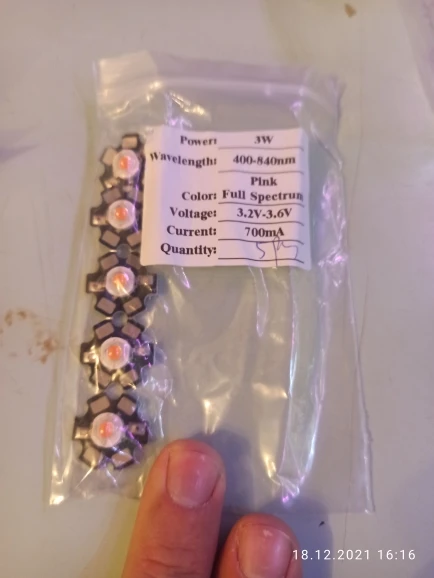 Power: 3W
Wavelength: 400-840nm
Pink
Color: Full Spectrum
Voltage: 3.2V-3.6V
Current: 700mA
Quantity: 5pc
18.12.2021 16:16